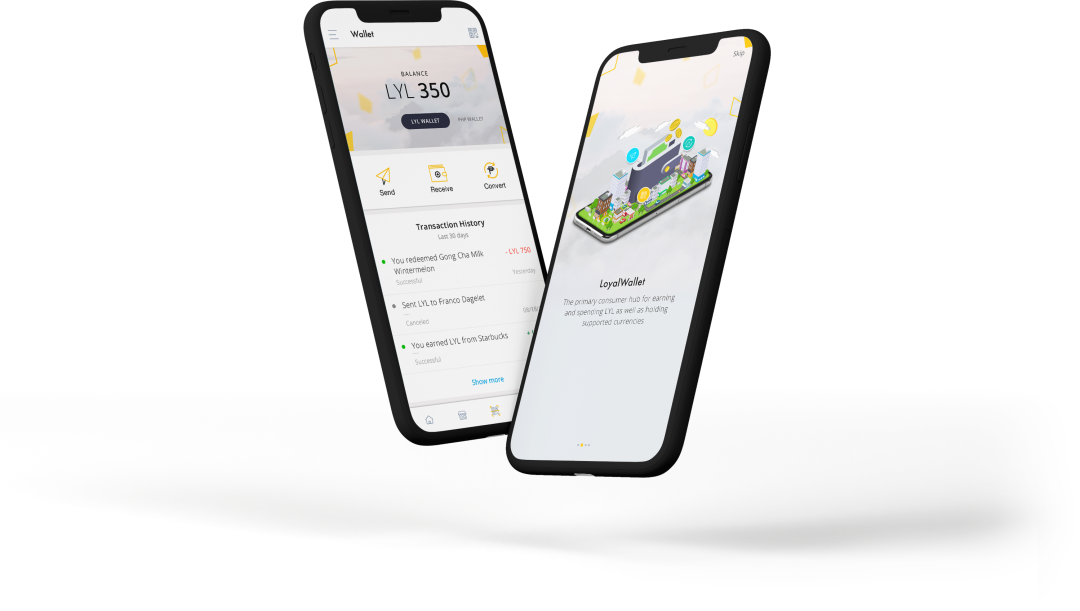 Wallet
BALANCE
LYL 350
LYL WALLET
PHP WALLET
Send
Receive
Convert
Transaction History
Last 30 days
You redeemed Gong Cha Milk
Wintermelon
- LYL 750
Successful
Yesterday
Sent LYL to Franco Dagelet
Canceled
You earned LYL from Starbucks
Successful
Show more
Skip
LoyalWallet
The primary consumer hub for earning
and spending LYL as well as holding
supported currencies